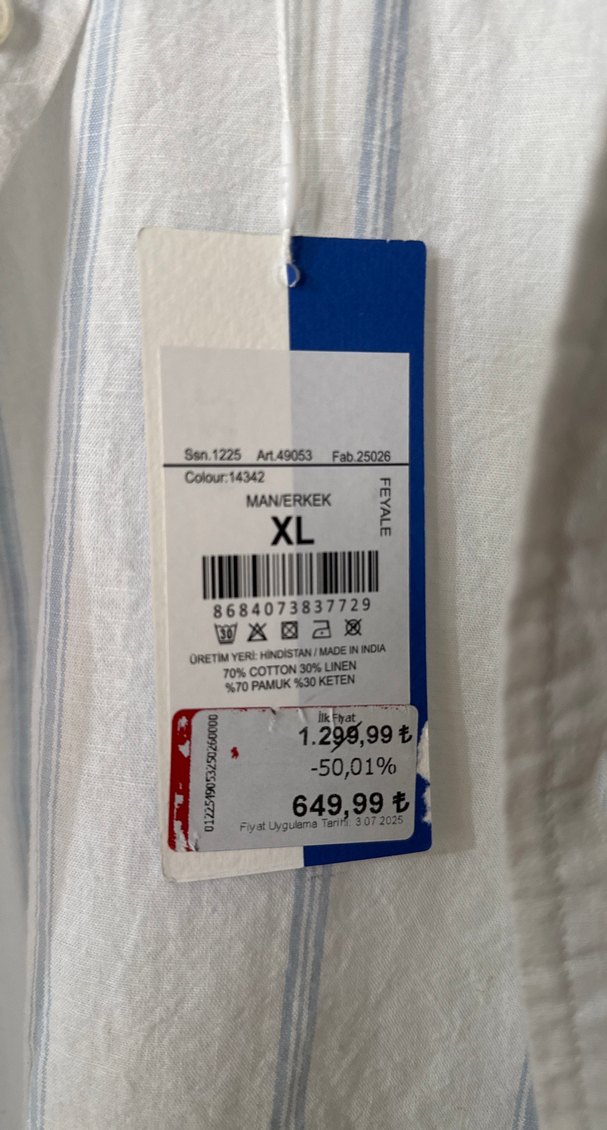 Ssn.1225 Art.49053 Fab.25026
Colour:14342
FEYALE
MAN/ERKEK
XL
8684073837729
30
ÜRETİM YERİ: HİNDİSTAN / MADE IN INDIA
70% COTTON 30% LINEN
%70 PAMUK %30 KETEN
İlk Fiyat
1.299,99 ₺
-50,01%
649,99 ₺
Fiyat Uygulama Tarihi: 3.07.2025